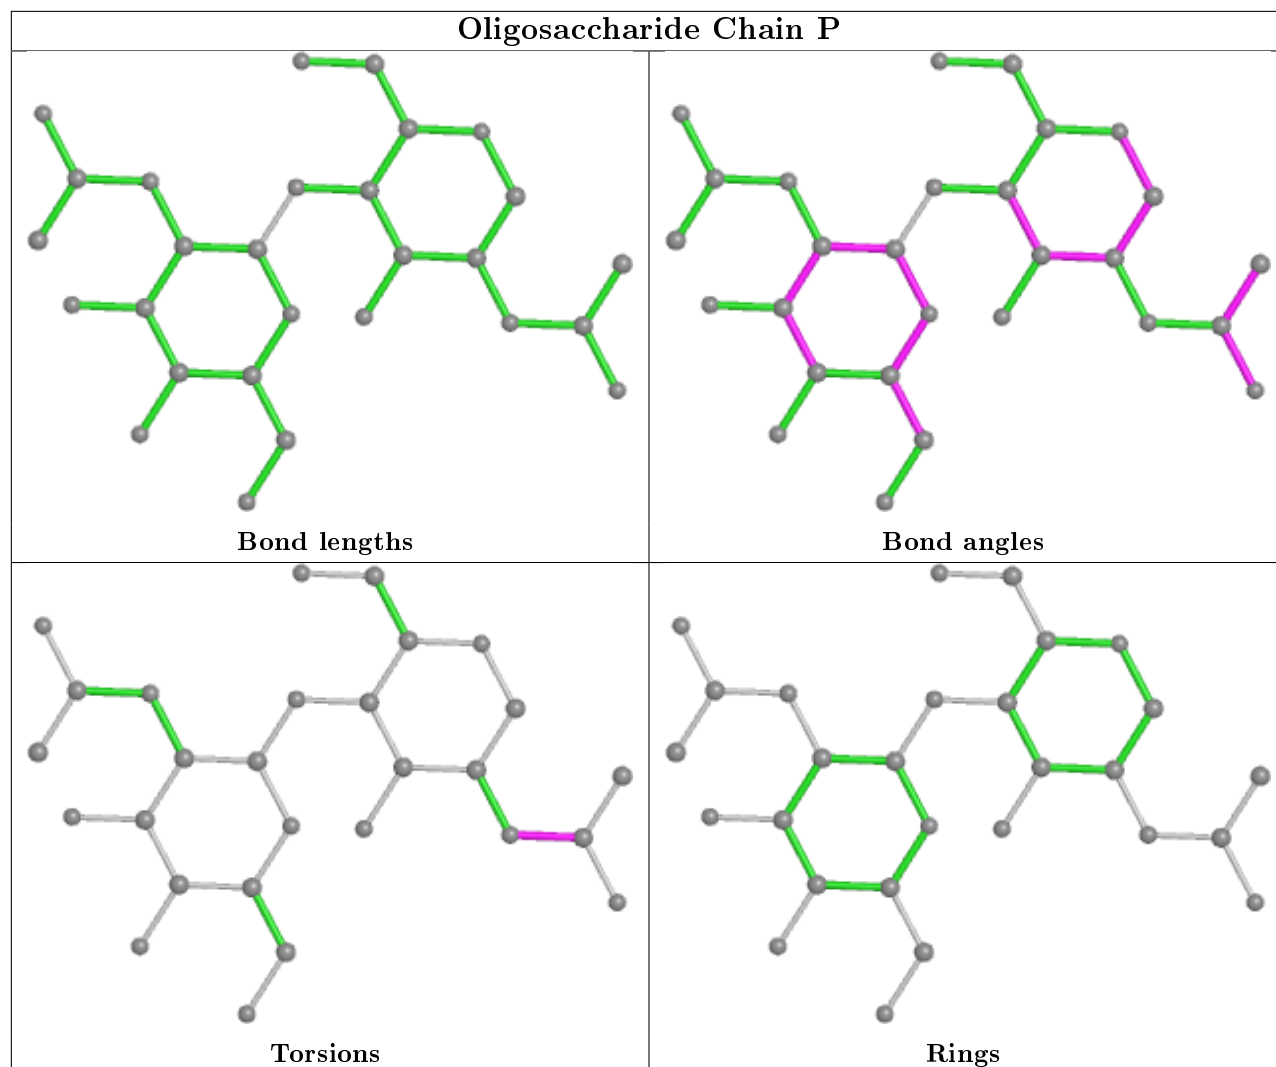 Oligosaccharide Chain P
Bond lengths
Bond angles
Torsions
Rings